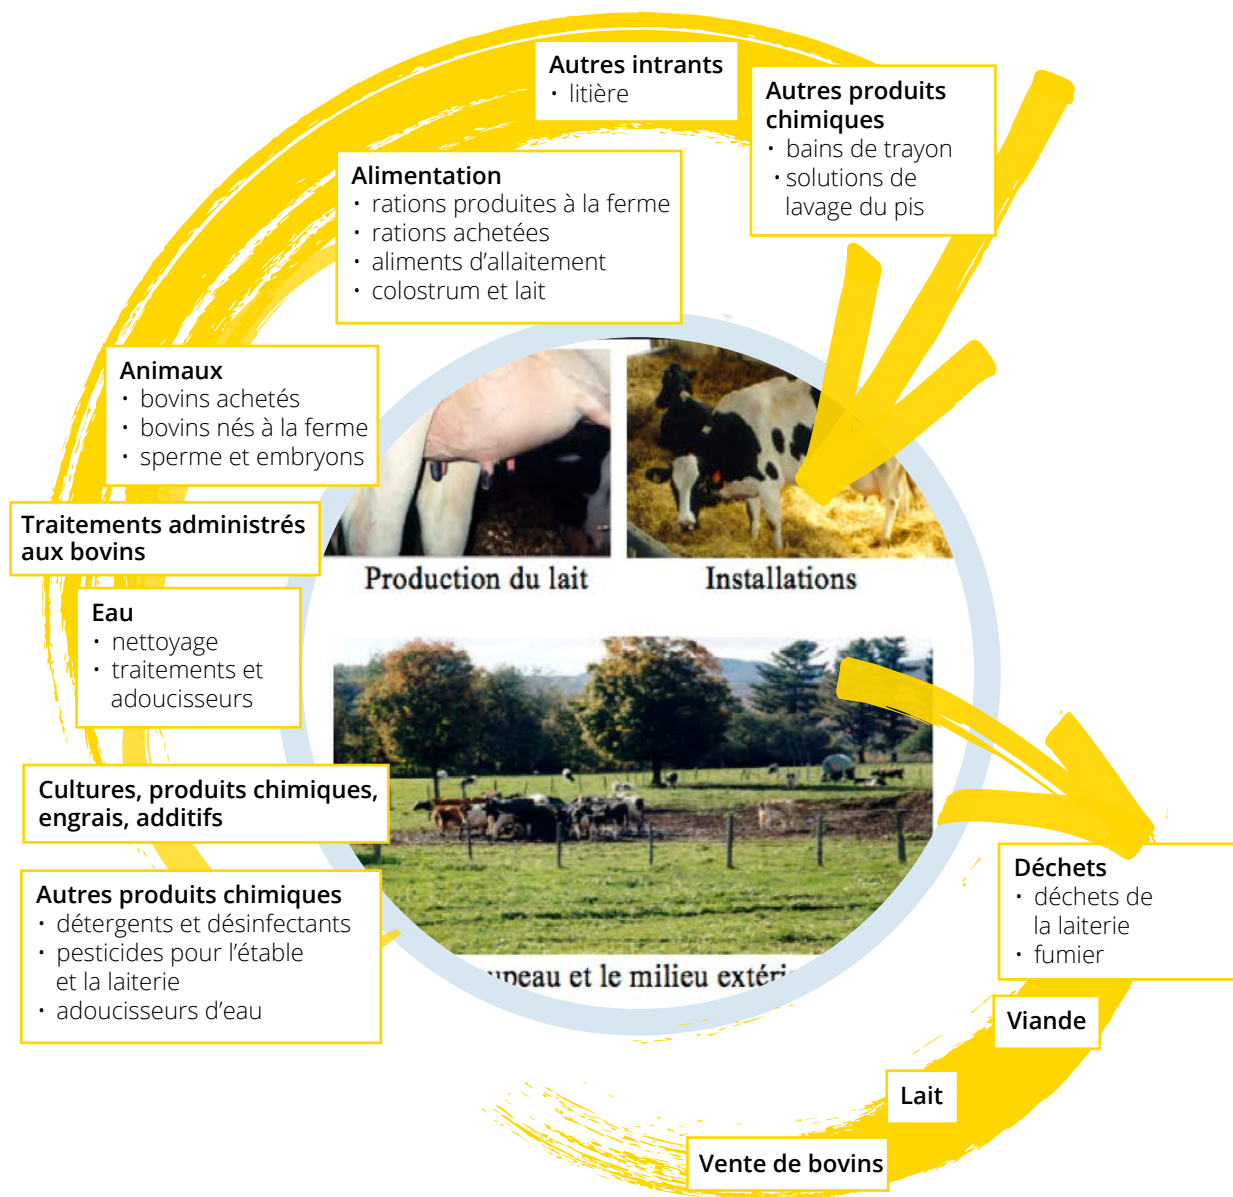 Autres intrants
· litière
Autres produits
chimiques
· bains de trayon
· solutions de
lavage du pis
Alimentation
· rations produites à la ferme
· rations achetées
· aliments d'allaitement
· colostrum et lait
Animaux
· bovins achetés
· bovins nés à la ferme
· sperme et embryons
Traitements administrés
aux bovins
Eau
· nettoyage
· traitements et
adoucisseurs
Cultures, produits chimiques,
engrais, additifs
Autres produits chimiques
· détergents et désinfectants
· pesticides pour l'étable
et la laiterie
· adoucisseurs d'eau
Production du lait
Installations
et le milieu
Déchets
· déchets de
la laiterie
· fumier
Viande
Lait
Vente de bovins